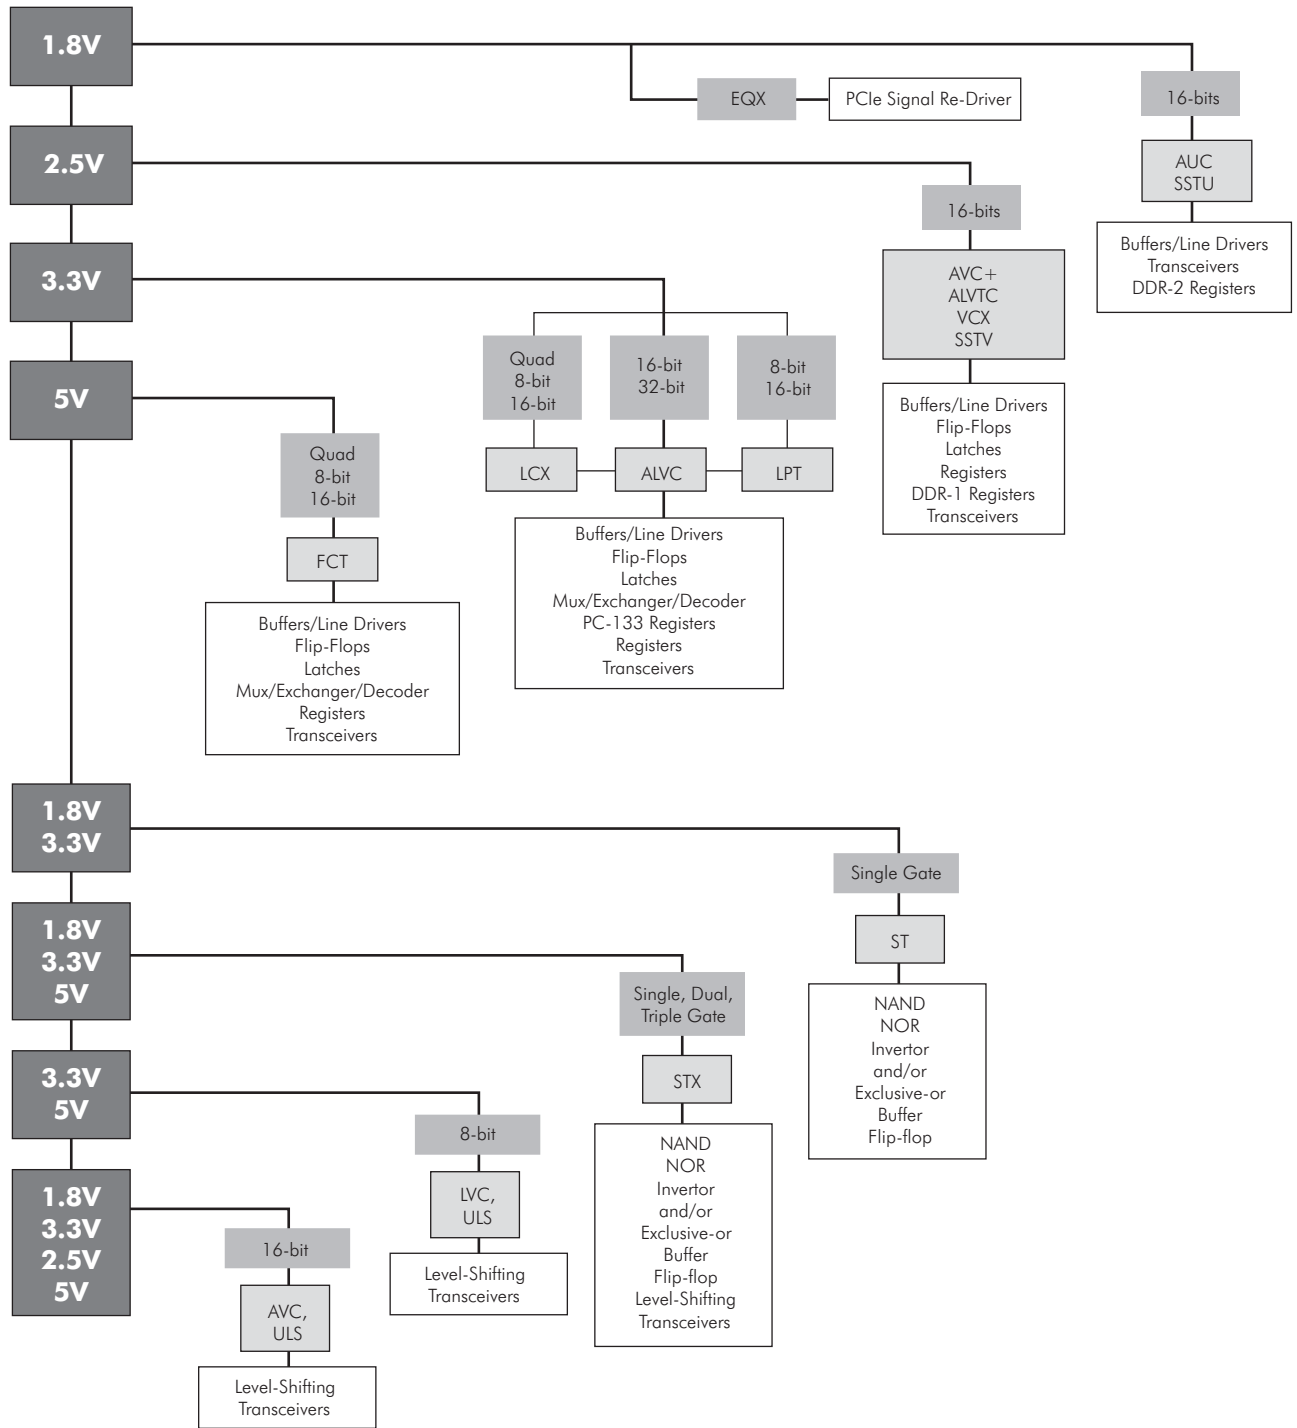 1.8V
EQX
PCIe Signal Re-Driver
16-bits
AUC
SSTU
Buffers/Line Drivers
Transceivers
DDR-2 Registers
2.5V
16-bits
AVC+
ALVTC
VCX
SSTV
Buffers/Line Drivers
Flip-Flops
Latches
Registers
DDR-1 Registers
Transceivers
3.3V
Quad
8-bit
16-bit
16-bit
32-bit
8-bit
16-bit
LCX
ALVC
LPT
Buffers/Line Drivers
Flip-Flops
Latches
Mux/Exchanger/Decoder
PC-133 Registers
Registers
Transceivers
5V
Quad
8-bit
16-bit
FCT
Buffers/Line Drivers
Flip-Flops
Latches
Mux/Exchanger/Decoder
Registers
Transceivers
1.8V
3.3V
Single Gate
ST
NAND
NOR
Invertor
and/or
Exclusive-or
Buffer
Flip-flop
1.8V
3.3V
5V
Single, Dual,
Triple Gate
STX
NAND
NOR
Invertor
and/or
Exclusive-or
Buffer
Flip-flop
Level-Shifting
Transceivers
3.3V
5V
8-bit
LVC,
ULS
Level-Shifting
Transceivers
1.8V
3.3V
2.5V
5V
16-bit
AVC,
ULS
Level-Shifting
Transceivers